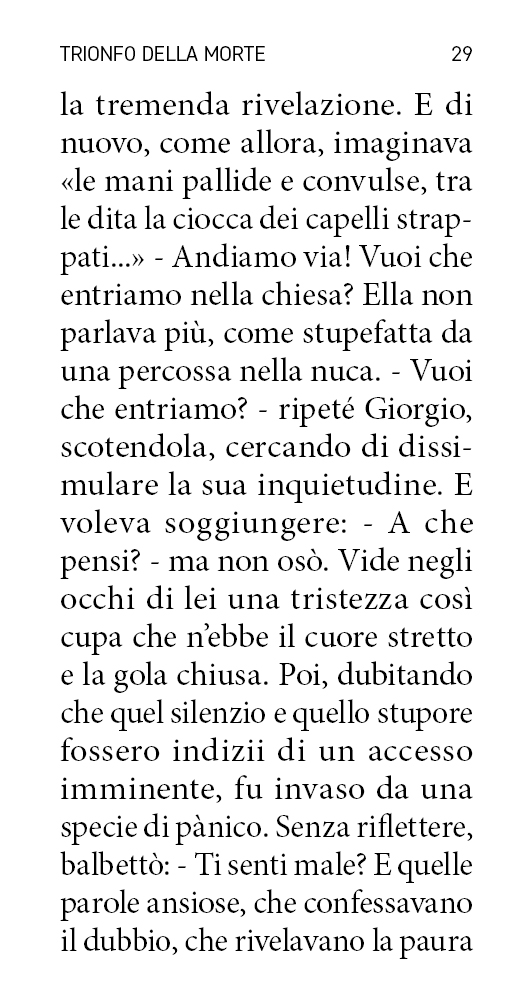 TRIONFO DELLA MORTE 29
la tremenda rivelazione. E di
nuovo, come allora, imaginava
«le mani pallide e convulse, tra
le dita la ciocca dei capelli strap-
pati...» - Andiamo via! Vuoi che
entriamo nella chiesa? Ella non
parlava più, come stupefatta da
una percossa nella nuca. - Vuoi
che entriamo? - ripeté Giorgio,
scotendola, cercando di dissi-
mulare la sua inquietudine. E
voleva soggiungere: - A che
pensi? - ma non osò. Vide negli
occhi di lei una tristezza così
cupa che n’ebbe il cuore stretto
e la gola chiusa. Poi, dubitando
che quel silenzio e quello stupore
fossero indizii di un accesso
imminente, fu invaso da una
specie di pànico. Senza riflettere,
balbettò: - Ti senti male? E quelle
parole ansiose, che confessavano
il dubbio, che rivelavano la paura